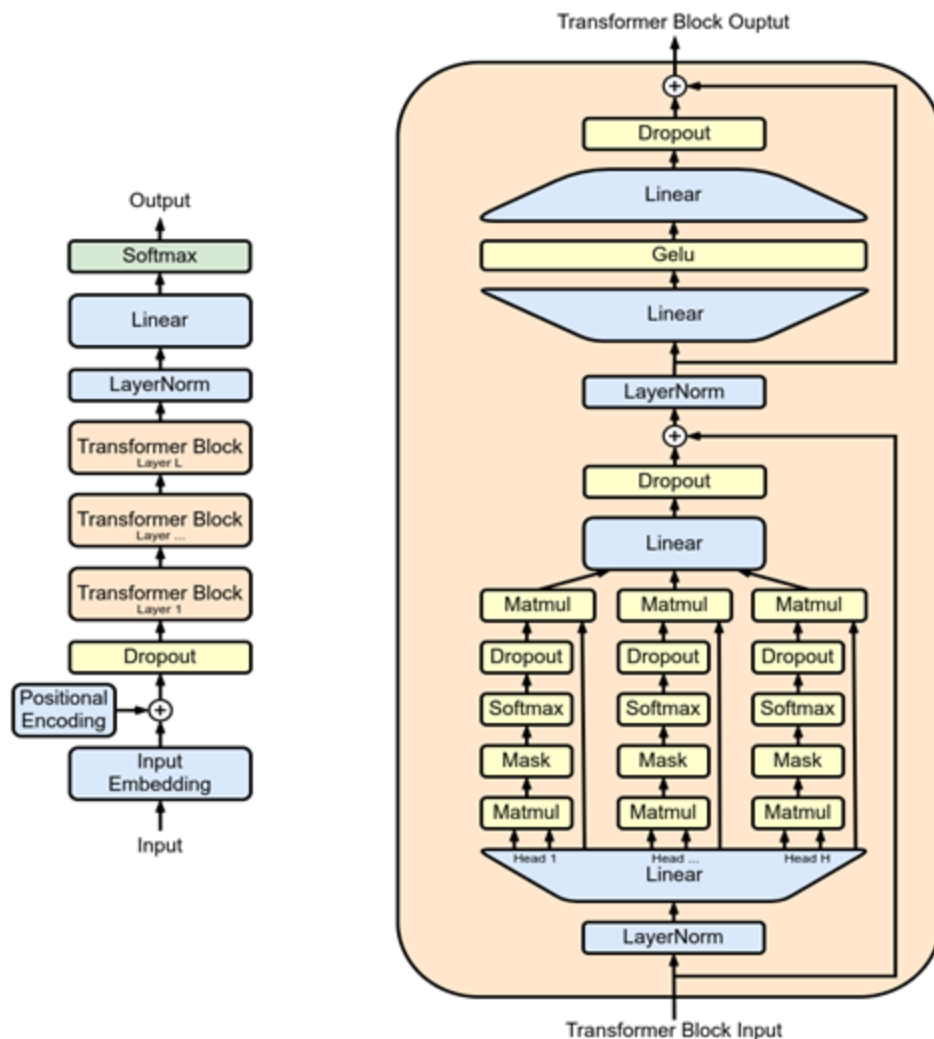 Output
Softmax
Linear
LayerNorm
Transformer Block
Layer L
Transformer Block
Layer ...
Transformer Block
Layer 1
Dropout
Positional
Encoding
+
Input
Embedding
Input
Transformer Block Ouptut
+
Dropout
Linear
Gelu
Linear
LayerNorm
+
Dropout
Linear
Matmul Matmul Matmul
Dropout Dropout Dropout
Softmax Softmax Softmax
Mask Mask Mask
Matmul Matmul Matmul
Head 1 Head ... Head H
Linear
LayerNorm
Transformer Block Input